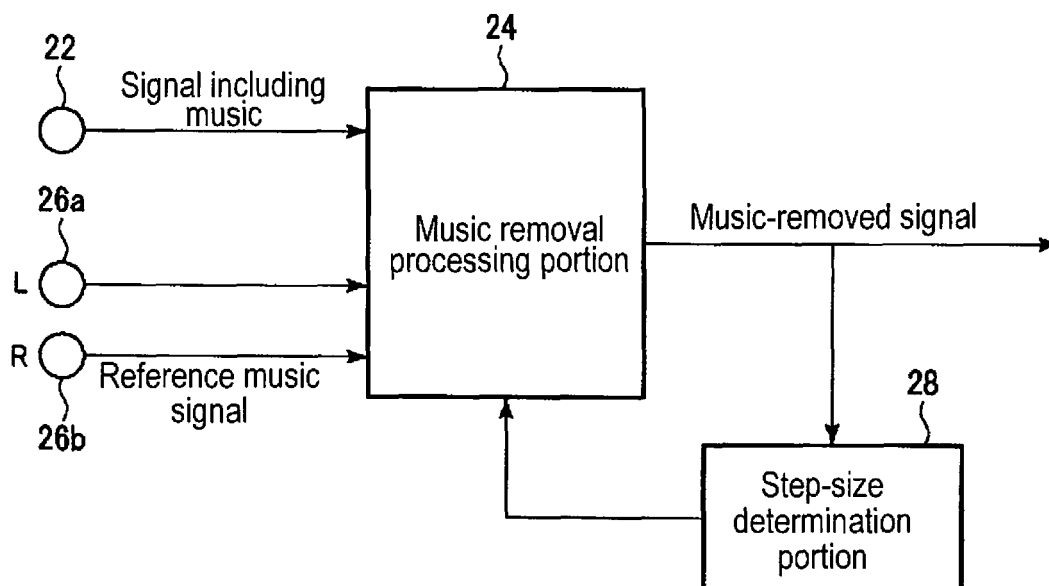 22
Signal including
music
24
26a
L
Music removal
processing portion
Music-removed signal
R
Reference music
signal
26b
28
Step-size
determination
portion